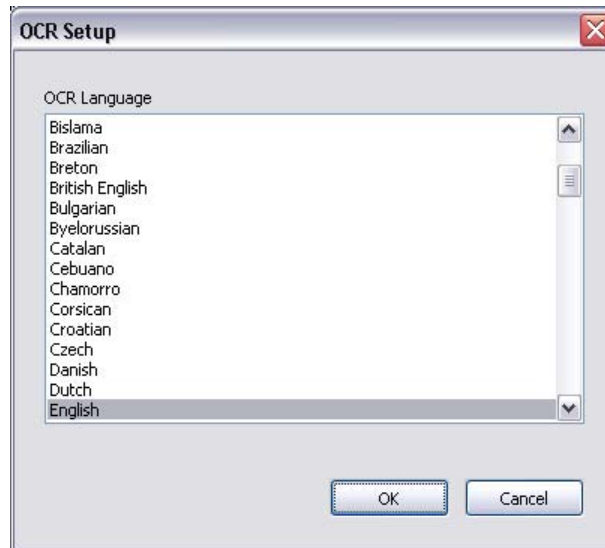 OCR Setup
OCR Language
Bislama
Brazilian
Breton
British English
Bulgarian
Byelorussian
Catalan
Cebuano
Chamorro
Corsican
Croatian
Czech
Danish
Dutch
English
OK Cancel